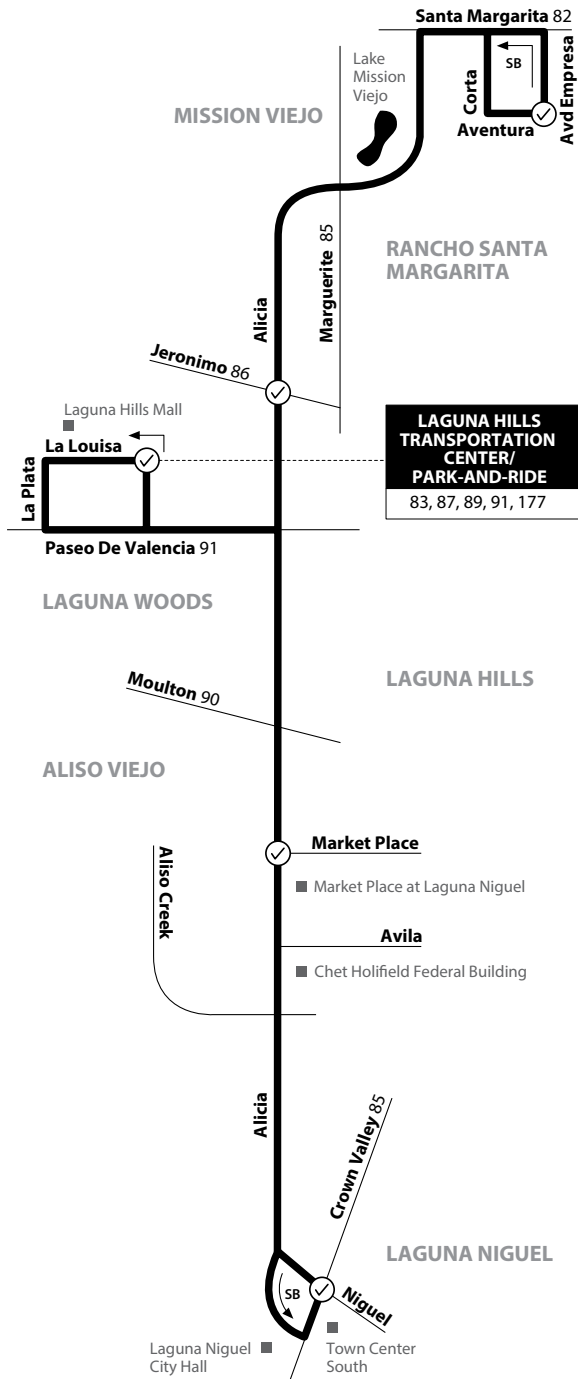 Santa Margarita 82
Lake
Mission
Viejo
SB
Corta
Avd Empresa
Aventura
MISSION VIEJO
Marguerite 85
RANCHO SANTA
MARGARITA
Alicia
Jeronimo 86
Laguna Hills Mall
La Louisa
La Plata
LAGUNA HILLS
TRANSPORTATION
CENTER/
PARK-AND-RIDE
83, 87, 89, 91, 177
Paseo De Valencia 91
LAGUNA WOODS
Moulton 90
LAGUNA HILLS
ALISO VIEJO
Market Place
Aliso Creek
Market Place at Laguna Niguel
Avila
Chet Holifield Federal Building
Alicia
Crown Valley 85
LAGUNA NIGUEL
SB
Niguel
Laguna Niguel
City Hall
Town Center
South